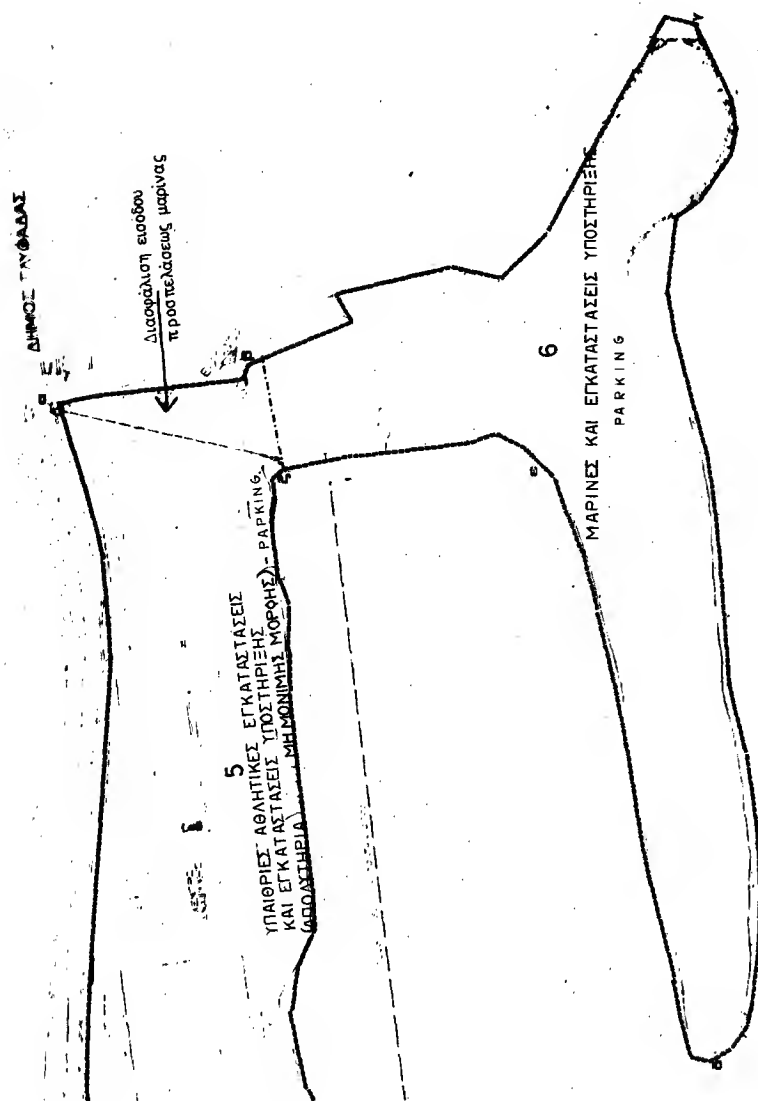 ΔΗΜΟΣ ΓΛΥΦΑΔΑΣ
Διασφάλιση εισόδου
προσπελάσεως μαρίνας
5
ΥΠΑΙΘΡΙΕΣ ΑΘΛΗΤΙΚΕΣ ΕΓΚΑΤΑΣΤΑΣΕΙΣ
ΚΑΙ ΕΓΚΑΤΑΣΤΑΣΕΙΣ ΥΠΟΣΤΗΡΙΞΗΣ
(ΑΠΟΔΥΤΗΡΙΑ ΜΗ ΜΟΝΙΜΗΣ ΜΟΡΦΗΣ) - PARKING
6
ΜΑΡΙΝΕΣ ΚΑΙ ΕΓΚΑΤΑΣΤΑΣΕΙΣ ΥΠΟΣΤΗΡΙΞΗΣ
PARKING